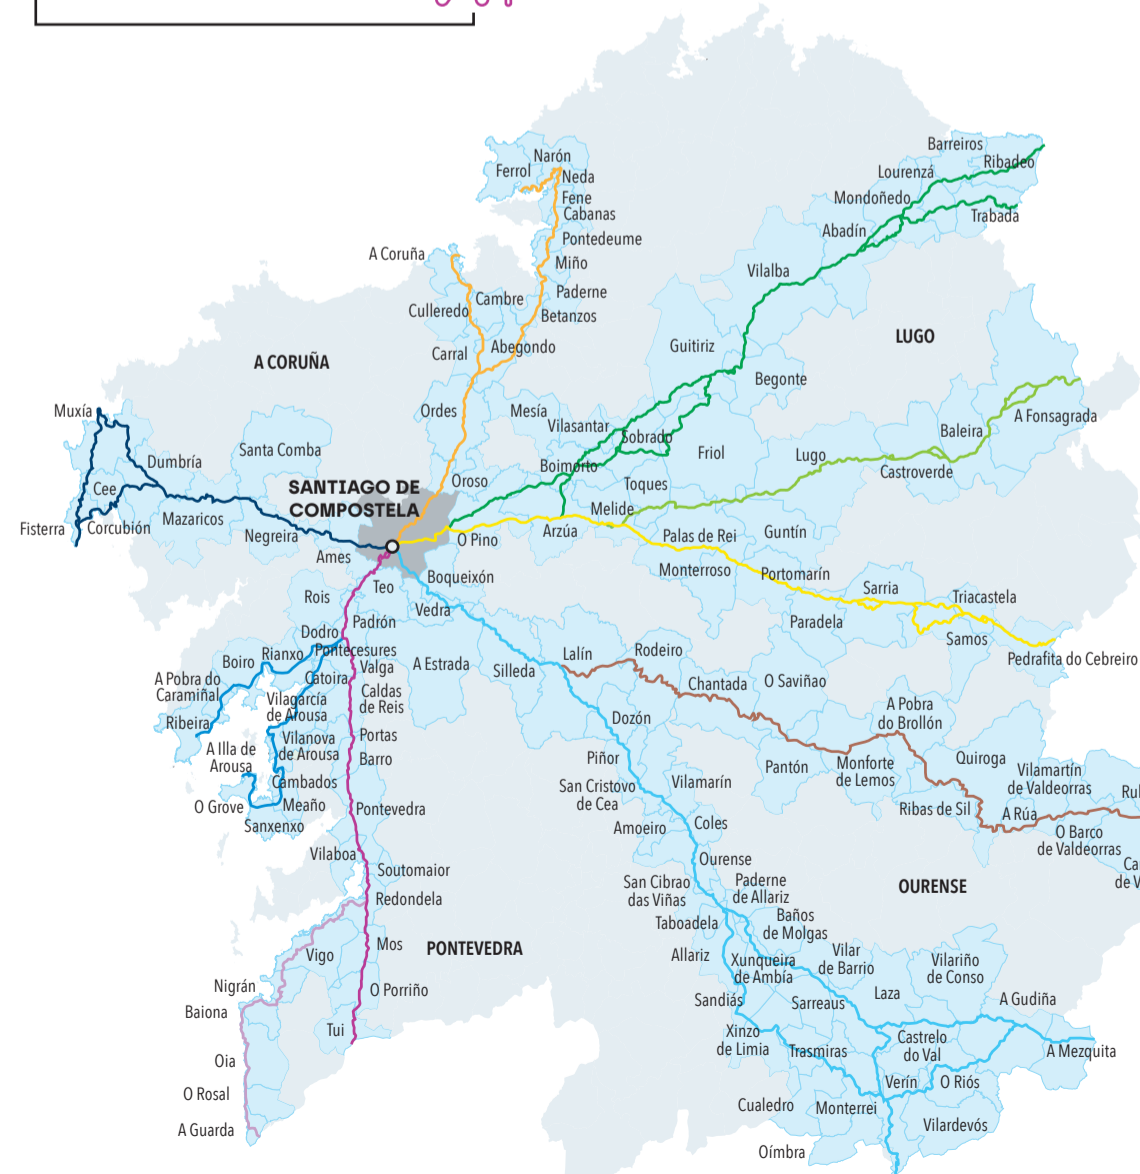 Barreiros
Ribadeo
Lourenzá
Mondoñedo
Trabada
Abadín
Vilalba
Narón
Ferrol
Neda
Fene
Cabanas
Pontedeume
Miño
Paderne
Betanzos
A Coruña
Cambre
Culleredo
Abegondo
Carral
A CORUÑA
LUGO
Guitiriz
Begonte
Ordes
Mesía
Vilasantar
Sobrado
Friol
Boimorto
Toques
Lugo
Baleira
A Fonsagrada
Castroverde
Muxía
Dumbría
Santa Comba
Cee
Fisterra
Corcubión
Mazaricos
Negreira
Ames
SANTIAGO DE
COMPOSTELA
Oroso
O Pino
Arzúa
Melide
Palas de Rei
Guntín
Monterroso
Portomarín
Sarria
Triacastela
Paradela
Samos
Pedrafita do Cebreiro
Teo
Boqueixón
Vedra
Rois
Padrón
Dodro
Pontecesures
Rianxo
Boiro
Valga
Catoira
A Pobra do
Caramiñal
Ribeira
Vilagarcía
de Arousa
Caldas
de Reis
A Estrada
Silleda
Lalín
Rodeiro
Chantada
O Saviñao
A Illa de
Arousa
Vilanova
de Arousa
Portas
Barro
Cambados
O Grove
Meaño
Sanxenxo
Pontevedra
Vilaboa
Soutomaior
Redondela
Vigo
Mos
PONTEVEDRA
Nigrán
Baiona
O Porriño
Tui
Oia
O Rosal
A Guarda
Dozón
Piñor
San Cristovo
de Cea
Vilamarín
Amoeiro
Coles
Pantón
Monforte
de Lemos
A Pobra
do Brollón
Quiroga
Ribas de Sil
Vilamartín
de Valdeorras
A Rúa
O Barco
de Valdeorras
Rul
Ca
de V
OURENSE
Ourense
San Cibrao
das Viñas
Paderne
de Allariz
Taboadela
Baños
de Molgas
Allariz
Xunqueira
de Ambía
Vilar
de Barrio
Vilariño
de Conso
Sandiás
Sarreaus
Laza
A Gudiña
Xinzo
de Limia
Trasmiras
Castrelo
do Val
A Mezquita
Verín
O Riós
Cualedro
Monterrei
Vilardevós
Oímbra